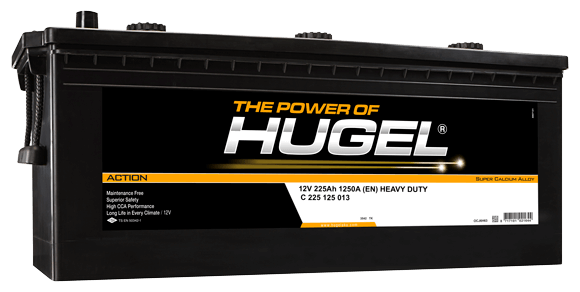 THE POWER OF
HUGEL®
ACTION
SUPER CALCIUM ALLOY
Maintenance Free
Superior Safety
High CCA Performance
Long Life in Every Climate / 12V
12V 225Ah 1250A (EN) HEAVY DUTY
C 225 125 013